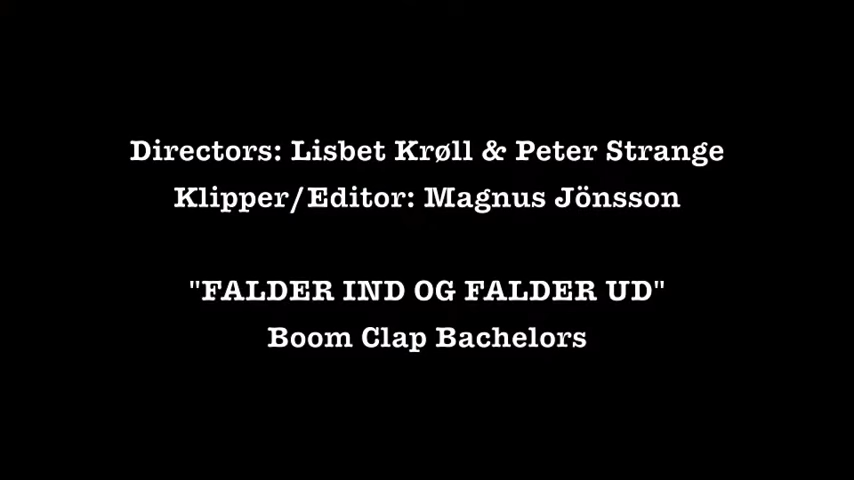 Directors: Lisbet Krøll & Peter Strange
Klipper/Editor: Magnus Jönsson
"FALDER IND OG FALDER UD"
Boom Clap Bachelors